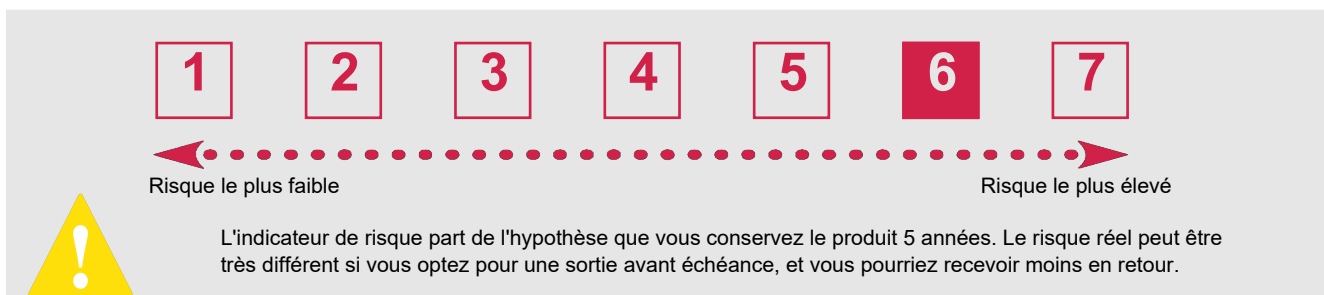 1 2 3 4 5 6 7
Risque le plus faible Risque le plus élevé
!
L'indicateur de risque part de l'hypothèse que vous conservez le produit 5 années. Le risque réel peut être
très différent si vous optez pour une sortie avant échéance, et vous pourriez recevoir moins en retour.